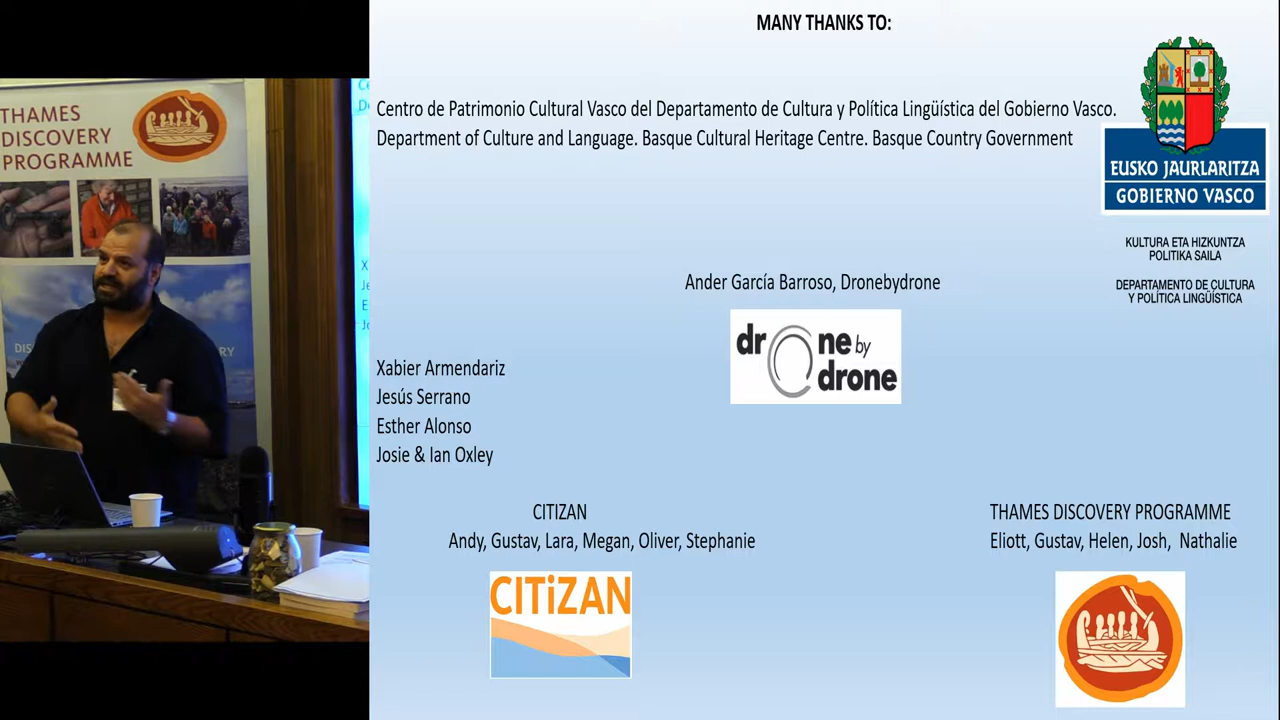 MANY THANKS TO:
Centro de Patrimonio Cultural Vasco del Departamento de Cultura y Política Lingüística del Gobierno Vasco.
Department of Culture and Language. Basque Cultural Heritage Centre. Basque Country Government
EUSKO JAURLARITZA
GOBIERNO VASCO
KULTURA ETA HIZKUNTZA
POLITIKA SAILA
DEPARTAMENTO DE CULTURA
Y POLÍTICA LINGÜÍSTICA
Ander García Barroso, Dronebydrone
drone by
drone
Xabier Armendariz
Jesús Serrano
Esther Alonso
Josie & Ian Oxley
CITIZAN
Andy, Gustav, Lara, Megan, Oliver, Stephanie
CITiZAN
THAMES DISCOVERY PROGRAMME
Eliott, Gustav, Helen, Josh, Nathalie
THAMES
DISCOVERY
PROGRAMME